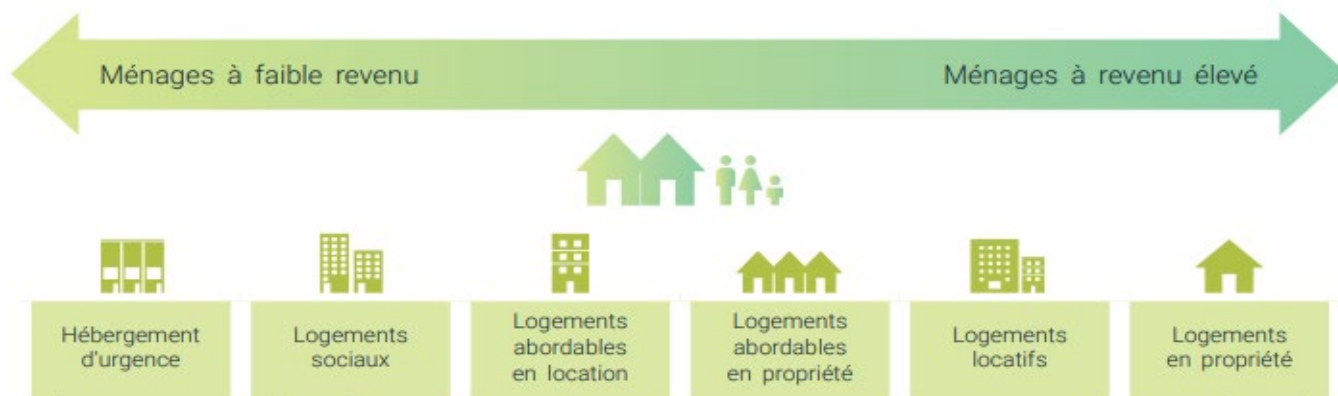 Ménages à faible revenu
Ménages à revenu élevé
Hébergement
d'urgence
Logements
sociaux
Logements
abordables
en location
Logements
abordables
en propriété
Logements
locatifs
Logements
en propriété